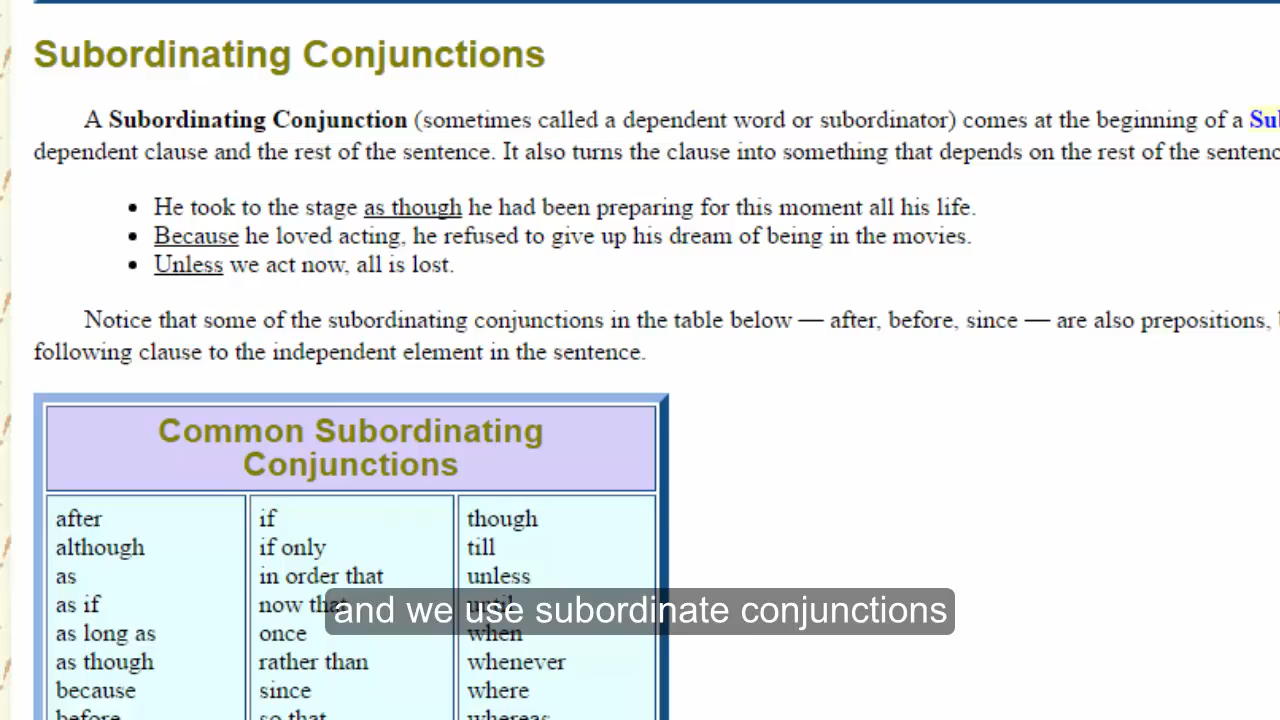 Subordinating Conjunctions
A Subordinating Conjunction (sometimes called a dependent word or subordinator) comes at the beginning of a
dependent clause and the rest of the sentence. It also turns the clause into something that depends on the rest of the
• He took to the stage as though he had been preparing for this moment all his life.
• Because he loved acting, he refused to give up his dream of being in the movies.
• Unless we act now, all is lost.
Notice that some of the subordinating conjunctions in the table below — after, before, since — are also prepositions,
following clause to the independent element in the sentence.
Common Subordinating
Conjunctions
after
although
as
as if
as long as
as though
because
before
if
if only
in order that
now that
once
rather than
since
so that
though
till
unless
until
when
whenever
where
whereas
and we use subordinate conjunctions